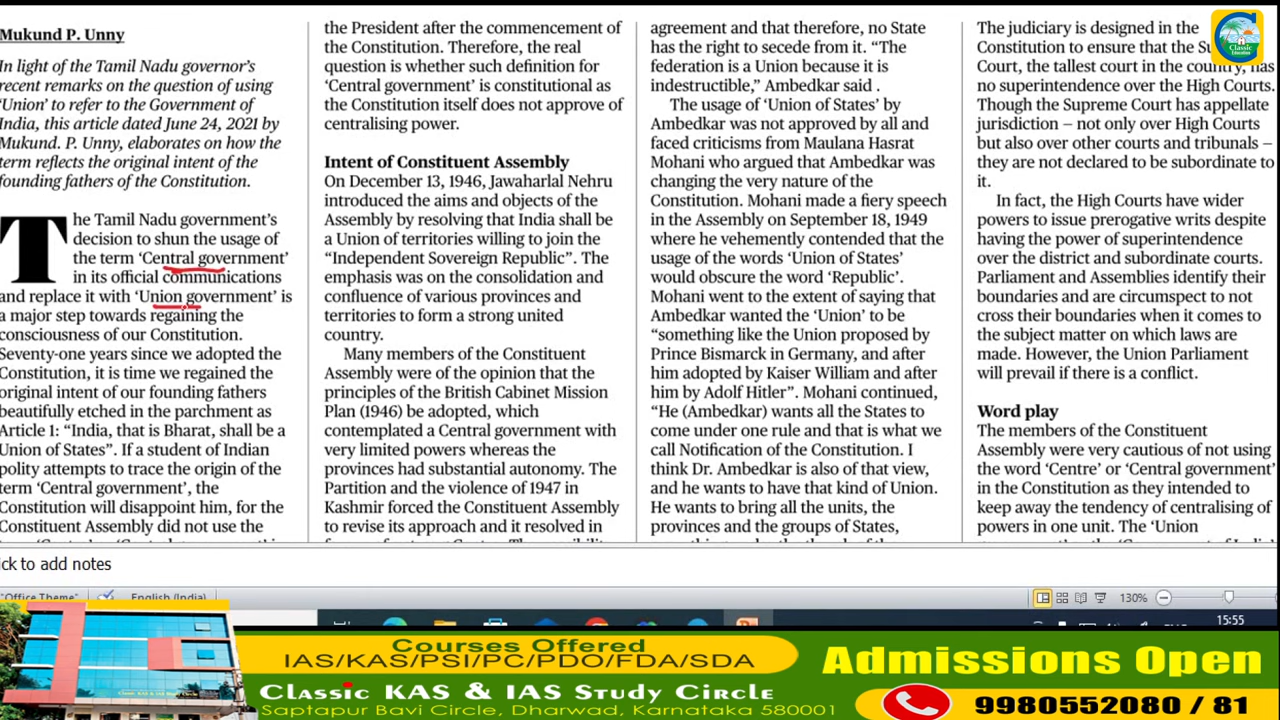 Mukund P. Unny
In light of the Tamil Nadu governor's
recent remarks on the question of using
'Union' to refer to the Government of
India, this article dated June 24, 2021 by
Mukund. P. Unny, elaborates on how the
term reflects the original intent of the
founding fathers of the Constitution.
The Tamil Nadu government's
decision to shun the usage of
the term 'Central government'
in its official communications
and replace it with 'Union government' is
a major step towards regaining the
consciousness of our Constitution.
Seventy-one years since we adopted the
Constitution, it is time we regained the
original intent of our founding fathers
beautifully etched in the parchment as
Article 1: "India, that is Bharat, shall be a
Union of States". If a student of Indian
polity attempts to trace the origin of the
term 'Central government', the
Constitution will disappoint him, for the
Constituent Assembly did not use the
the President after the commencement of
the Constitution. Therefore, the real
question is whether such definition for
'Central government' is constitutional as
the Constitution itself does not approve of
centralising power.
Intent of Constituent Assembly
On December 13, 1946, Jawaharlal Nehru
introduced the aims and objects of the
Assembly by resolving that India shall be
a Union of territories willing to join the
"Independent Sovereign Republic". The
emphasis was on the consolidation and
confluence of various provinces and
territories to form a strong united
country.
Many members of the Constituent
Assembly were of the opinion that the
principles of the British Cabinet Mission
Plan (1946) be adopted, which
contemplated a Central government with
very limited powers whereas the
provinces had substantial autonomy. The
Partition and the violence of 1947 in
Kashmir forced the Constituent Assembly
to revise its approach and it resolved in
agreement and that therefore, no State
has the right to secede from it. "The
federation is a Union because it is
indestructible," Ambedkar said .
The usage of 'Union of States' by
Ambedkar was not approved by all and
faced criticisms from Maulana Hasrat
Mohani who argued that Ambedkar was
changing the very nature of the
Constitution. Mohani made a fiery speech
in the Assembly on September 18, 1949
where he vehemently contended that the
usage of the words 'Union of States'
would obscure the word 'Republic'.
Mohani went to the extent of saying that
Ambedkar wanted the 'Union' to be
"something like the Union proposed by
Prince Bismarck in Germany, and after
him adopted by Kaiser William and after
him by Adolf Hitler". Mohani continued,
"He (Ambedkar) wants all the States to
come under one rule and that is what we
call Notification of the Constitution. I
think Dr. Ambedkar is also of that view,
and he wants to have that kind of Union.
He wants to bring all the units, the
provinces and the groups of States,
The judiciary is designed in the
Constitution to ensure that the
Court, the tallest court in the country, has
no superintendence over the High Courts.
Though the Supreme Court has appellate
jurisdiction – not only over High Courts
but also over other courts and tribunals –
they are not declared to be subordinate to
it.
In fact, the High Courts have wider
powers to issue prerogative writs despite
having the power of superintendence
over the district and subordinate courts.
Parliament and Assemblies identify their
boundaries and are circumspect to not
cross their boundaries when it comes to
the subject matter on which laws are
made. However, the Union Parliament
will prevail if there is a conflict.
Word play
The members of the Constituent
Assembly were very cautious of not using
the word 'Centre' or 'Central government'
in the Constitution as they intended to
keep away the tendency of centralising of
powers in one unit. The 'Union
Classic
Education
ck to add notes
"Office Theme"
English (India)
130%
15:55
Courses Offered
IAS/KAS/PSI/PC/PDO/FDA/SDA
Classic KAS & IAS Study Circle
Saptapur Bavi Circle, Dharwad, Karnataka 580001
Admissions Open
9980552080 / 81